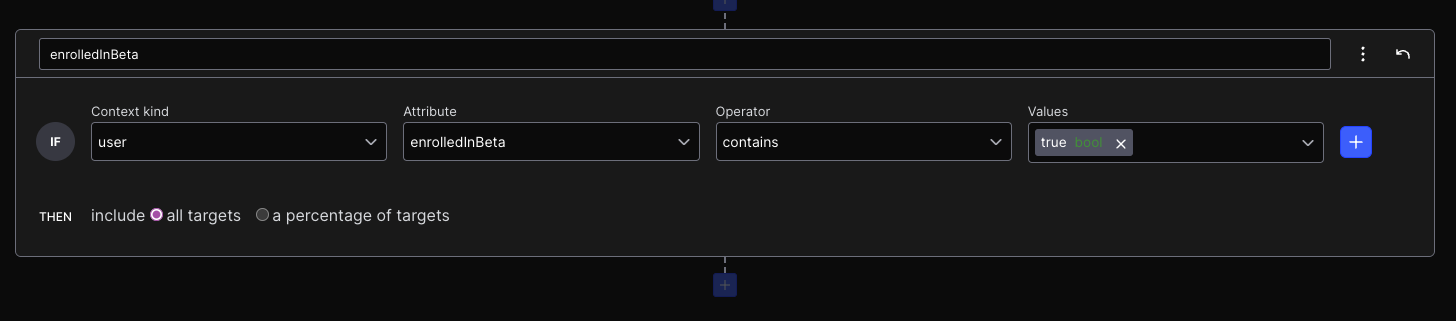 enrolledInBeta
Context kind Attribute Operator Values
IF user enrolledInBeta contains true bool
THEN include all targets a percentage of targets